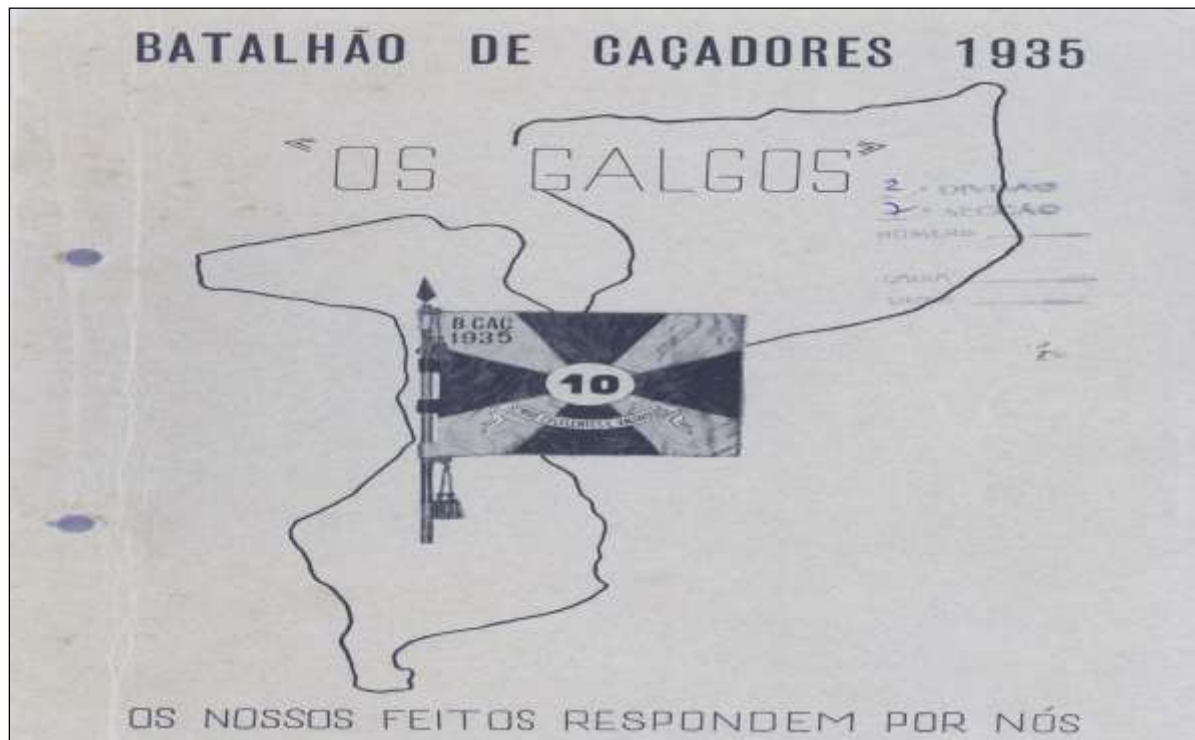 BATALHÃO DE CAÇADORES 1935
"OS GALGOS"
2.ª DIVISÃO
2.ª SECÇÃO
NÚMERO
B CAÇ
1935
10
OS NOSSOS FEITOS RESPONDEM POR NÓS